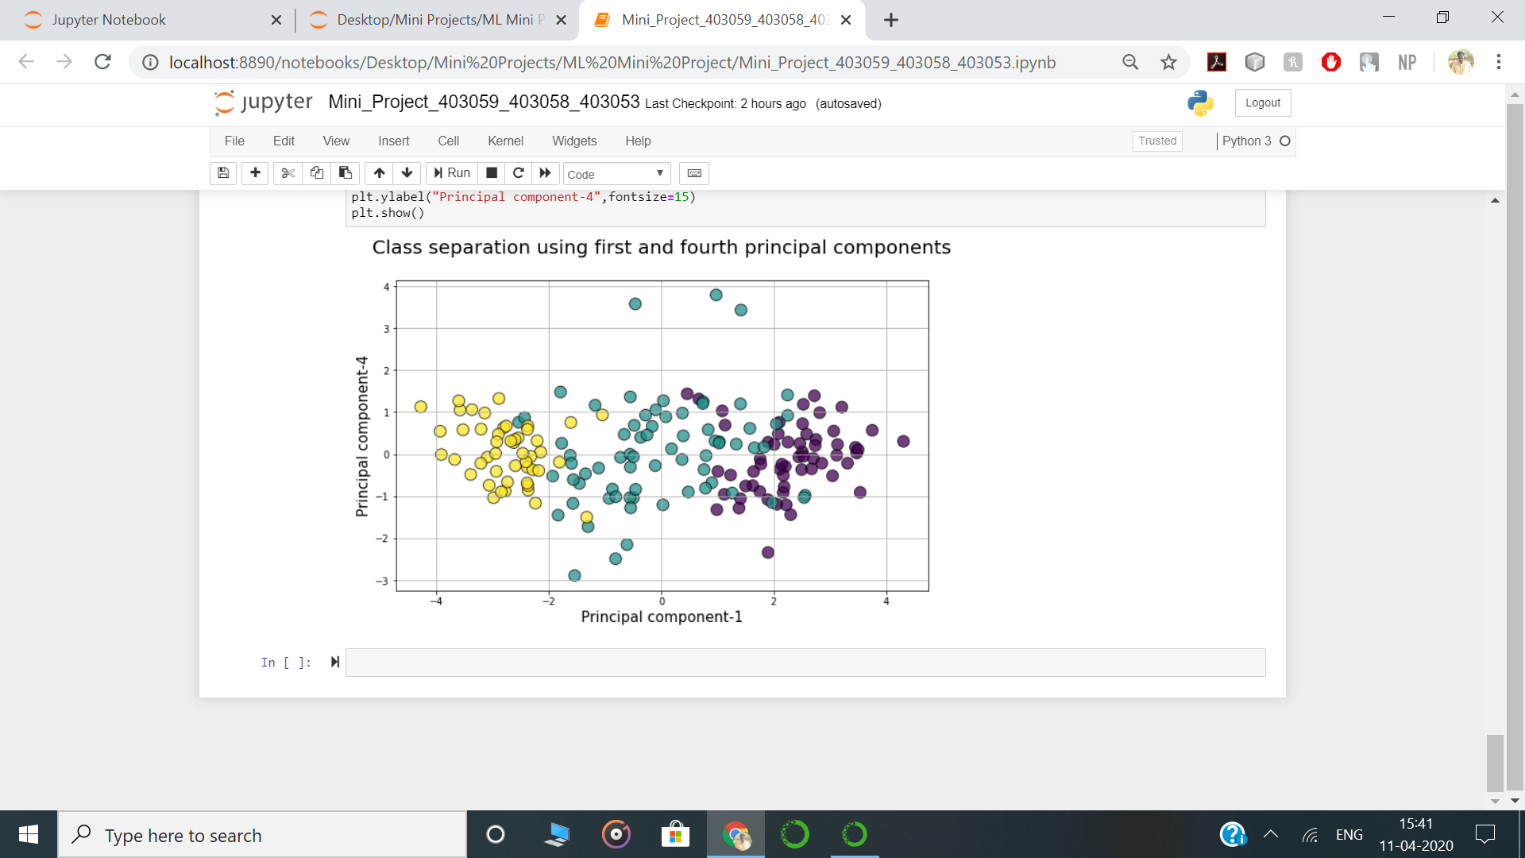 Jupyter Notebook
Desktop/Mini Projects/ML Mini P
Mini_Project_403059_403058_403
localhost:8890/notebooks/Desktop/Mini%20Projects/ML%20Mini%20Project/Mini_Project_403059_403058_403053.ipynb
NP
jupyter Mini_Project_403059_403058_403053 Last Checkpoint: 2 hours ago (autosaved)
Logout
File Edit View Insert Cell Kernel Widgets Help
Trusted
Python 3
Run
Code
plt.ylabel("Principal component-4",fontsize=15)
plt.show()
Class separation using first and fourth principal components
4
3
2
1
0
−1
−2
−3
Principal component-4
−4 −2 0 2 4
Principal component-1
In [ ]:
Type here to search
ENG
15:41
11-04-2020